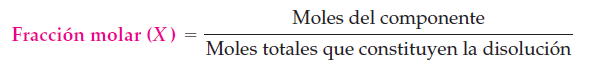 Fracción molar (X) = Moles del componente
Moles totales que constituyen la disolución